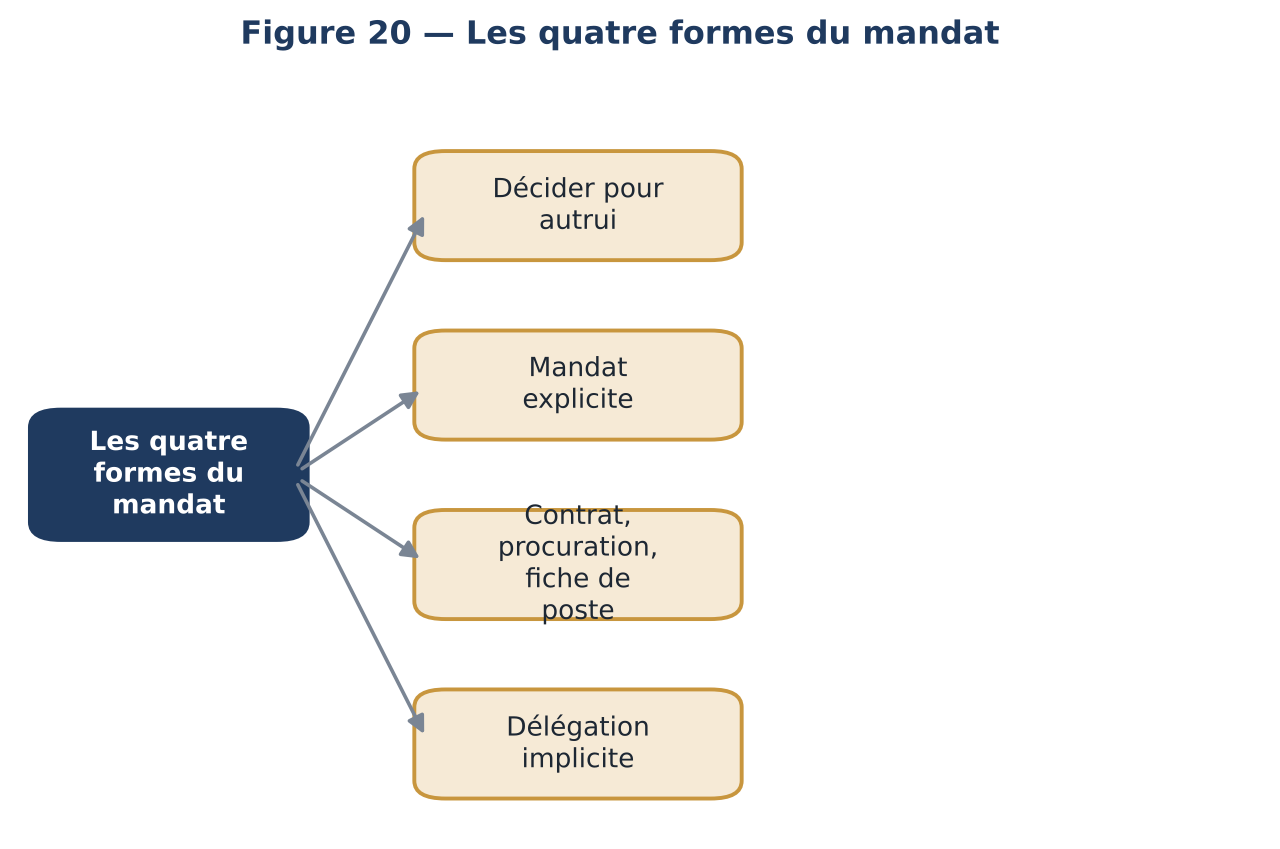 Figure 20 — Les quatre formes du mandat
Décider pour
autrui
Mandat
explicite
Les quatre
formes du
mandat
Contrat,
procuration,
fiche de
poste
Délégation
implicite